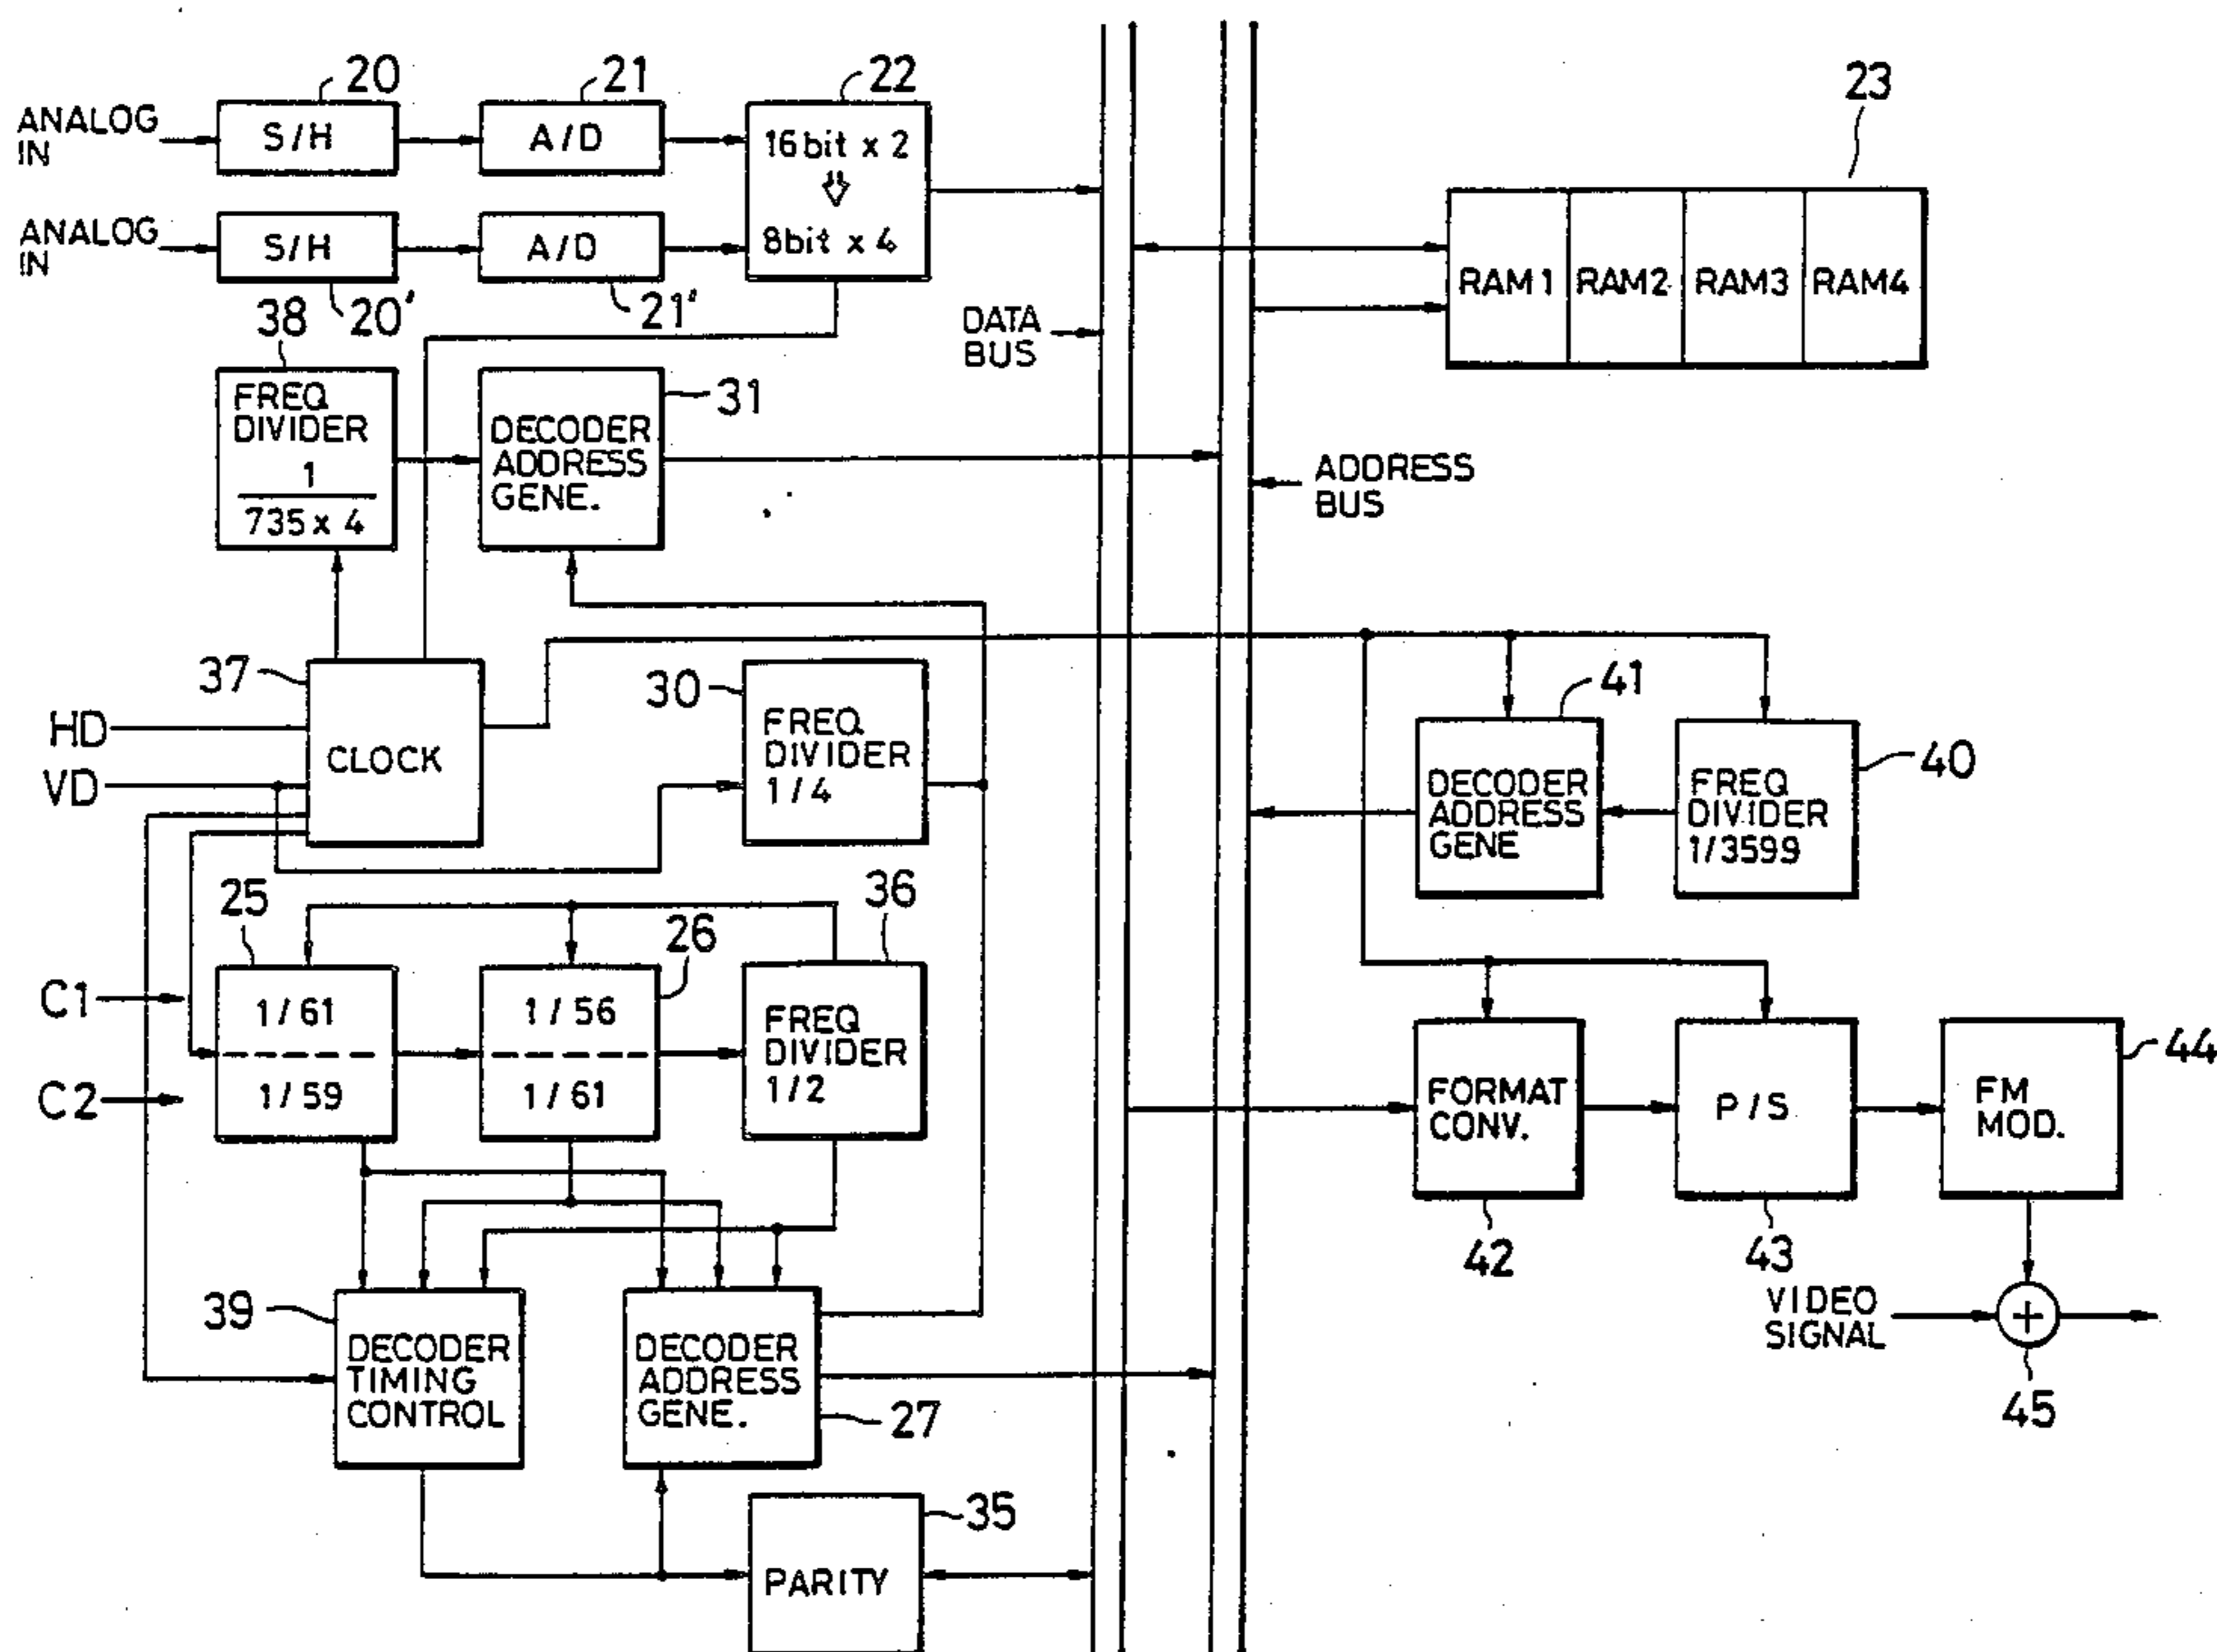 20
21
22
23
ANALOG
IN
S/H
A/D
16bit x 2
⇩
8bit x 4
ANALOG
IN
S/H
A/D
20'
21'
RAM1
RAM2
RAM3
RAM4
DATA
BUS
38
FREQ
DIVIDER
1
735 x 4
31
DECODER
ADDRESS
GENE.
ADDRESS
BUS
37
HD
VD
CLOCK
30
FREQ
DIVIDER
1/4
41
DECODER
ADDRESS
GENE
40
FREQ
DIVIDER
1/3599
25
26
36
C1
C2
1/61
1/59
1/56
1/61
FREQ
DIVIDER
1/2
FORMAT
CONV.
42
P/S
43
44
FM
MOD.
VIDEO
SIGNAL
+
45
39
DECODER
TIMING
CONTROL
DECODER
ADDRESS
GENE.
27
35
PARITY